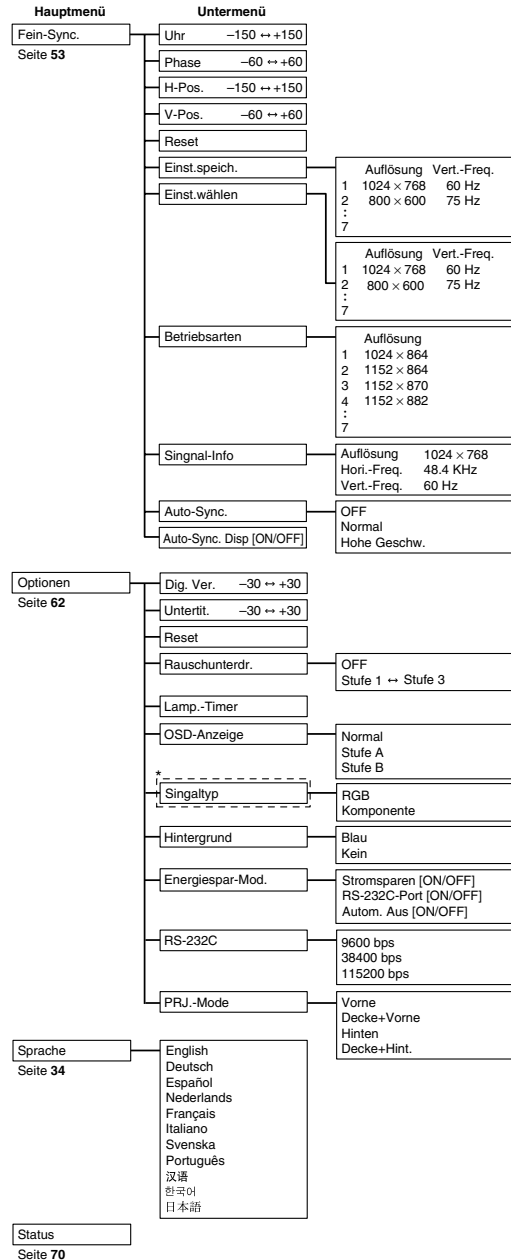 Hauptmenü Untermenü
Fein-Sync.
Seite 53
Uhr –150 ↔ +150
Phase –60 ↔ +60
H-Pos. –150 ↔ +150
V-Pos. –60 ↔ +60
Reset
Einst.speich.
Auflösung Vert.-Freq.
1 1024 × 768 60 Hz
2 800 × 600 75 Hz
:
7
Einst.wählen
Auflösung Vert.-Freq.
1 1024 × 768 60 Hz
2 800 × 600 75 Hz
:
7
Betriebsarten
Auflösung
1 1024 × 864
2 1152 × 864
3 1152 × 870
4 1152 × 882
:
7
Singnal-Info
Auflösung 1024 × 768
Hori.-Freq. 48.4 KHz
Vert.-Freq. 60 Hz
Auto-Sync.
OFF
Normal
Hohe Geschw.
Auto-Sync. Disp [ON/OFF]
Optionen
Seite 62
Dig. Ver. –30 ↔ +30
Untertit. –30 ↔ +30
Reset
Rauschunterdr.
OFF
Stufe 1 ↔ Stufe 3
Lamp.-Timer
OSD-Anzeige
Normal
Stufe A
Stufe B
*
Singaltyp
RGB
Komponente
Hintergrund
Blau
Kein
Energiespar-Mod.
Stromsparen [ON/OFF]
RS-232C-Port [ON/OFF]
Autom. Aus [ON/OFF]
RS-232C
9600 bps
38400 bps
115200 bps
PRJ.-Mode
Vorne
Decke+Vorne
Hinten
Decke+Hint.
Sprache
Seite 34
English
Deutsch
Español
Nederlands
Français
Italiano
Svenska
Português
汉语
한국어
日本語
Status
Seite 70